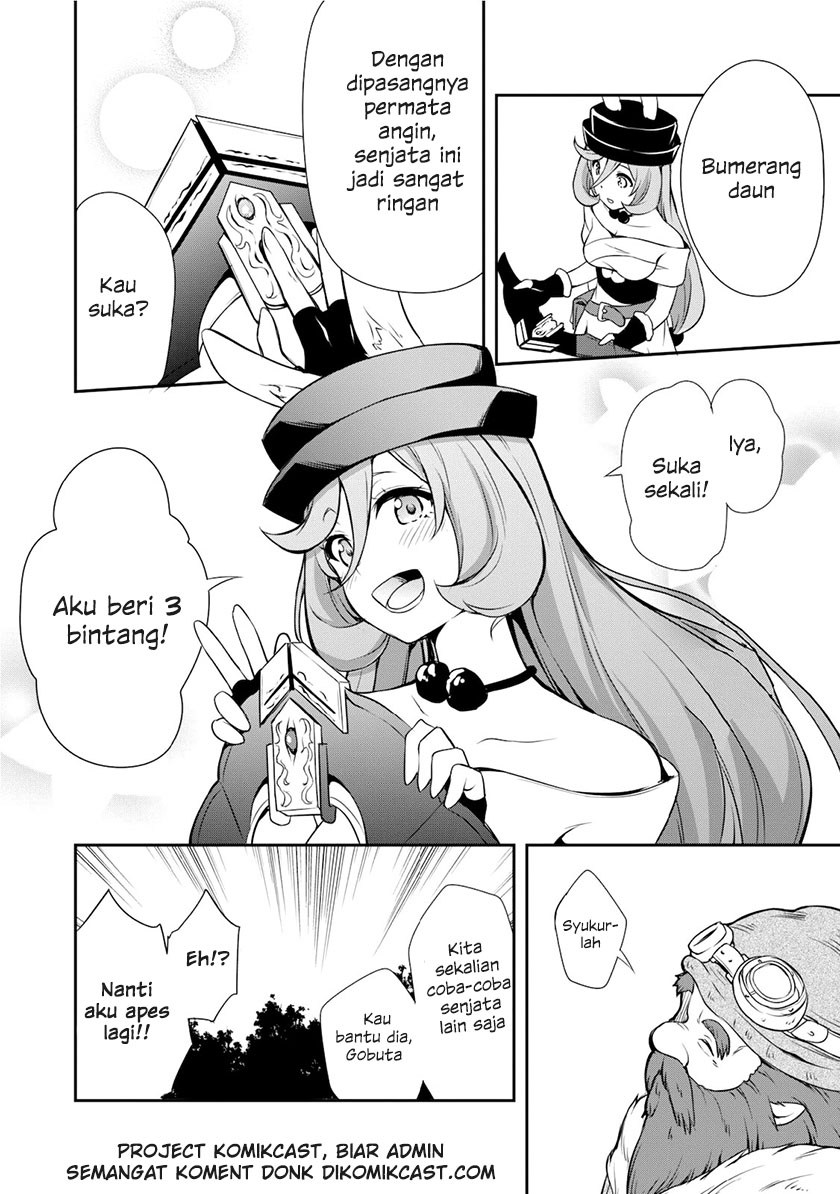 Bumerang
daun
Dengan
dipasangnya
permata
angin,
senjata ini
jadi sangat
ringan
Kau
suka?
Iya,
Suka
sekali!
Aku beri 3
bintang!
Syukur-
lah
Kita
sekalian
coba-coba
senjata
lain saja
Kau
bantu dia,
Gobuta
Eh!?
Nanti
aku apes
lagi!!
PROJECT KOMIKCAST, BIAR ADMIN
SEMANGAT KOMENT DONK DIKOMIKCAST.COM